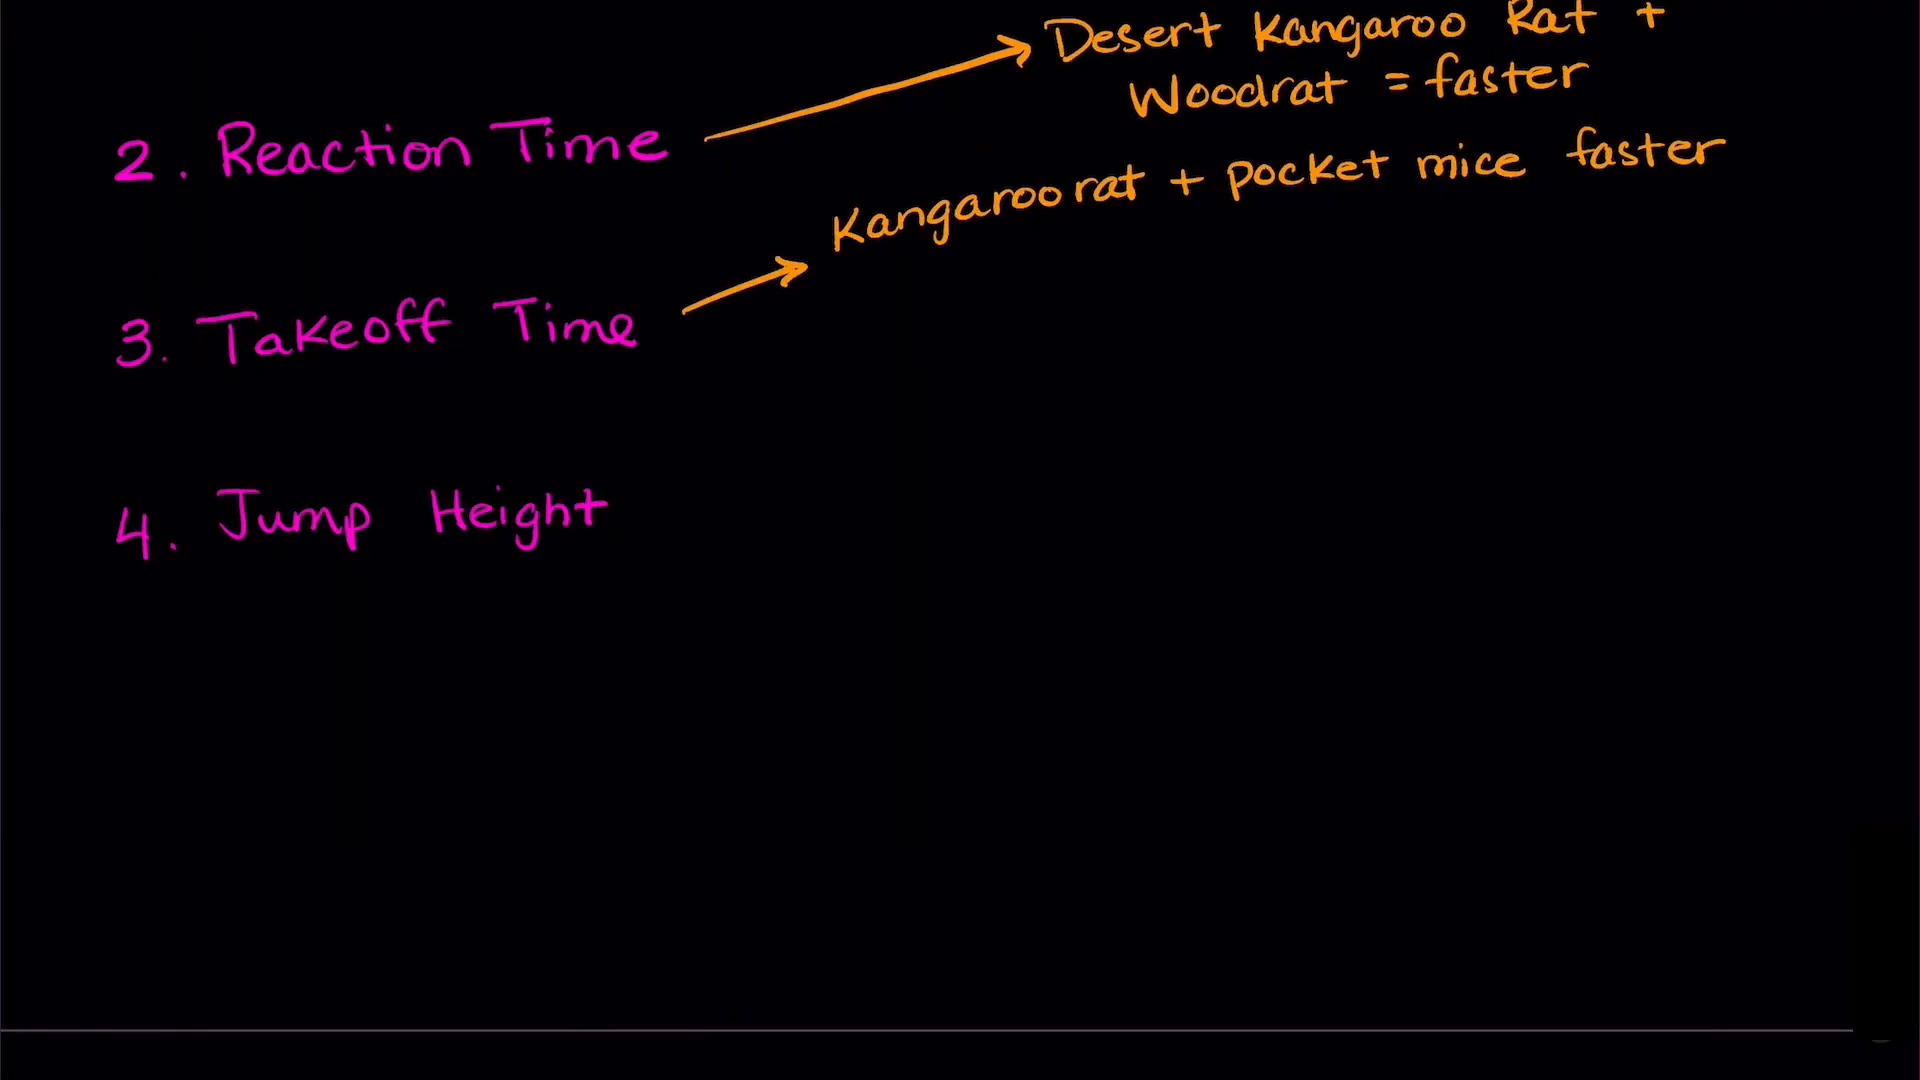 Desert Kangaroo Rat +
Woodrat = faster
2. Reaction Time
Kangaroo rat + pocket mice faster
3. Takeoff Time
4. Jump Height